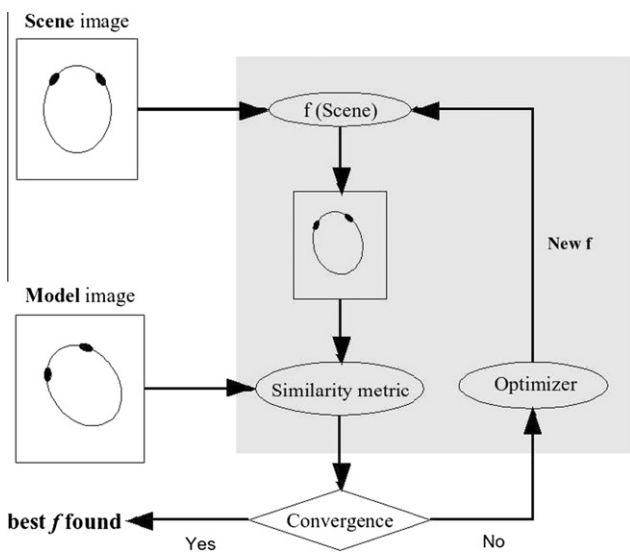 Scene image
f (Scene)
New f
Model image
Similarity metric
Optimizer
best f found
Yes
Convergence
No